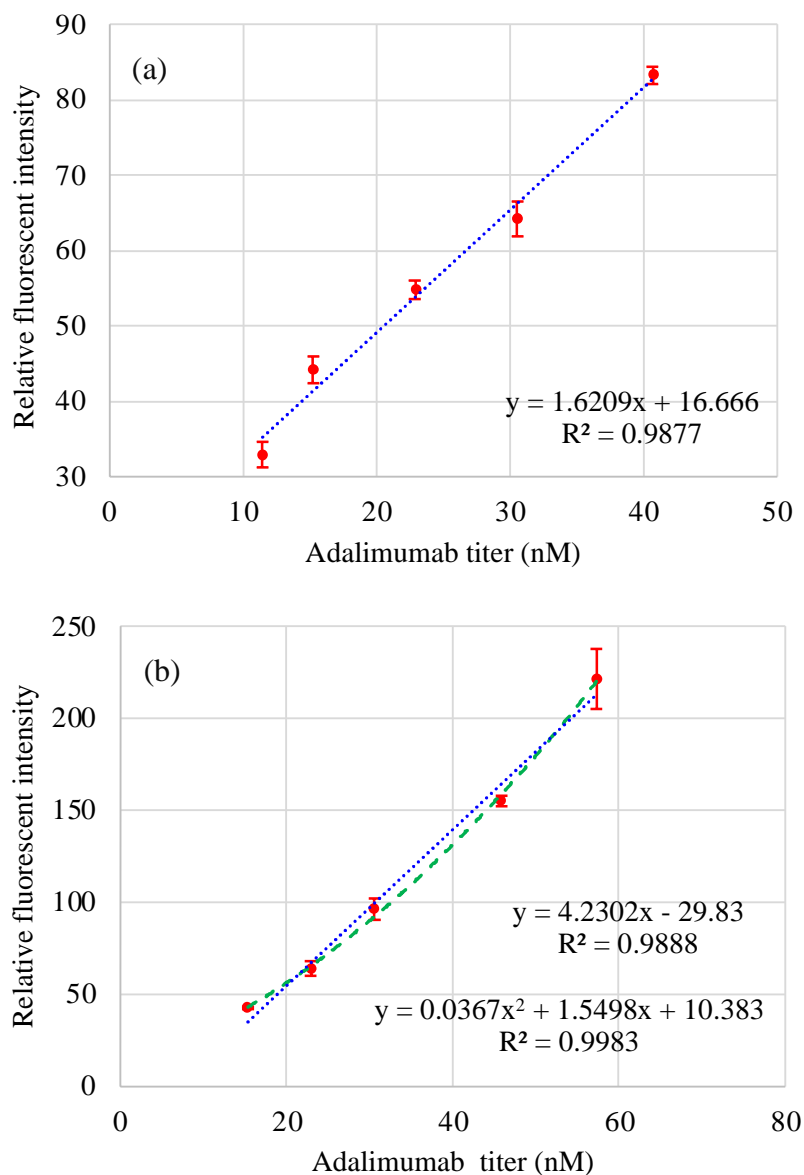 90
(a)
80
70
60
50
40
30
Relative fluorescent intensity
y = 1.6209x + 16.666
R² = 0.9877
0 10 20 30 40 50
Adalimumab titer (nM)
250
(b)
200
150
100
50
0
Relative fluorescent intensity
y = 4.2302x - 29.83
R² = 0.9888
y = 0.0367x² + 1.5498x + 10.383
R² = 0.9983
0 20 40 60 80
Adalimumab titer (nM)